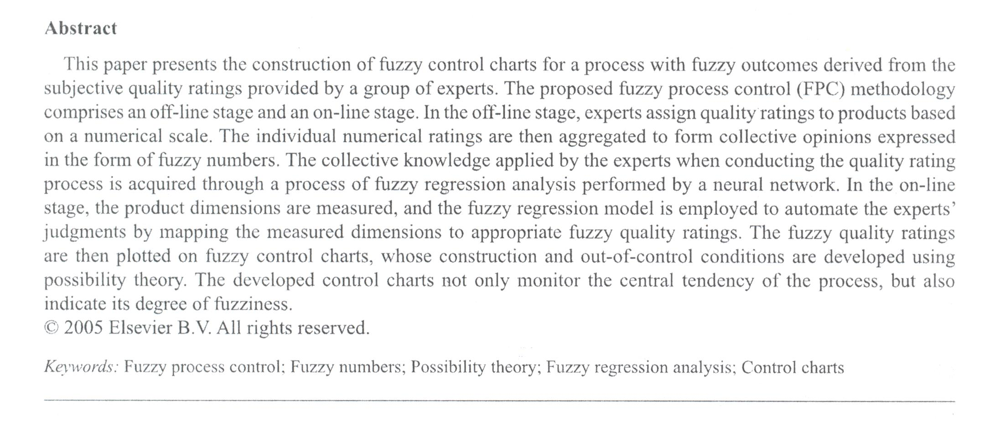 Abstract
This paper presents the construction of fuzzy control charts for a process with fuzzy outcomes derived from the
subjective quality ratings provided by a group of experts. The proposed fuzzy process control (FPC) methodology
comprises an off-line stage and an on-line stage. In the off-line stage, experts assign quality ratings to products based
on a numerical scale. The individual numerical ratings are then aggregated to form collective opinions expressed
in the form of fuzzy numbers. The collective knowledge applied by the experts when conducting the quality rating
process is acquired through a process of fuzzy regression analysis performed by a neural network. In the on-line
stage, the product dimensions are measured, and the fuzzy regression model is employed to automate the experts’
judgments by mapping the measured dimensions to appropriate fuzzy quality ratings. The fuzzy quality ratings
are then plotted on fuzzy control charts, whose construction and out-of-control conditions are developed using
possibility theory. The developed control charts not only monitor the central tendency of the process, but also
indicate its degree of fuzziness.
© 2005 Elsevier B.V. All rights reserved.
Keywords: Fuzzy process control; Fuzzy numbers; Possibility theory; Fuzzy regression analysis; Control charts